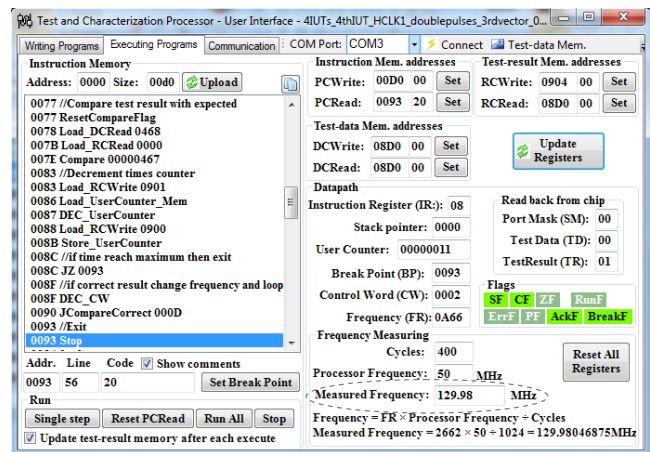 Test and Characterization Processor - User Interface - 4IUTs_4thIUT_HCLK1_doublepulses_3rdvector_0...
Writing Programs Executing Programs Communication COM Port: COM3 Connect Test-data Mem.
Instruction Memory
Address: 0000 Size: 00d0 Upload
0077 //Compare test result with expected
0077 ResetCompareFlag
0078 Load_DCRead 0468
007B Load_RCRead 0000
007E Compare 00000467
0083 //Decrement times counter
0083 Load_RCWrite 0901
0086 Load_UserCounter_Mem
0087 DEC_UserCounter
0088 Load_RCWrite 0900
008B Store_UserCounter
008C //if time reach maximum then exit
008C JZ 0093
008F //if correct result change frequency and loop
008F DEC_CW
0090 JCompareCorrect 000D
0093 //Exit
0093 Stop
Addr. Line Code Show comments
0093 56 20 Set Break Point
Run
Single step Reset PCRead Run All Stop
Update test-result memory after each execute
Instruction Mem. addresses
PCWrite: 00D0 00 Set
PCRead: 0093 20 Set
Test-result Mem. addresses
RCWrite: 0904 00 Set
RCRead: 08D0 00 Set
Test-data Mem. addresses
DCWrite: 08D0 00 Set
DCRead: 08D0 00 Set
Update
Registers
Datapath
Instruction Register (IR:): 08
Stack pointer: 0000
User Counter: 00000011
Break Point (BP): 0093
Control Word (CW): 0002
Frequency (FR): 0A66
Read back from chip
Port Mask (SM): 00
Test Data (TD): 00
TestResult (TR): 01
Flags
SF CF ZF RunF
ErrF PF AckF BreakF
Frequency Measuring
Cycles: 400
Processor Frequency: 50 MHz
Measured Frequency: 129.98 MHz
Reset All
Registers
Frequency = FR × Processor Frequency ÷ Cycles
Measured Frequency = 2662 × 50 ÷ 1024 = 129.98046875MHz